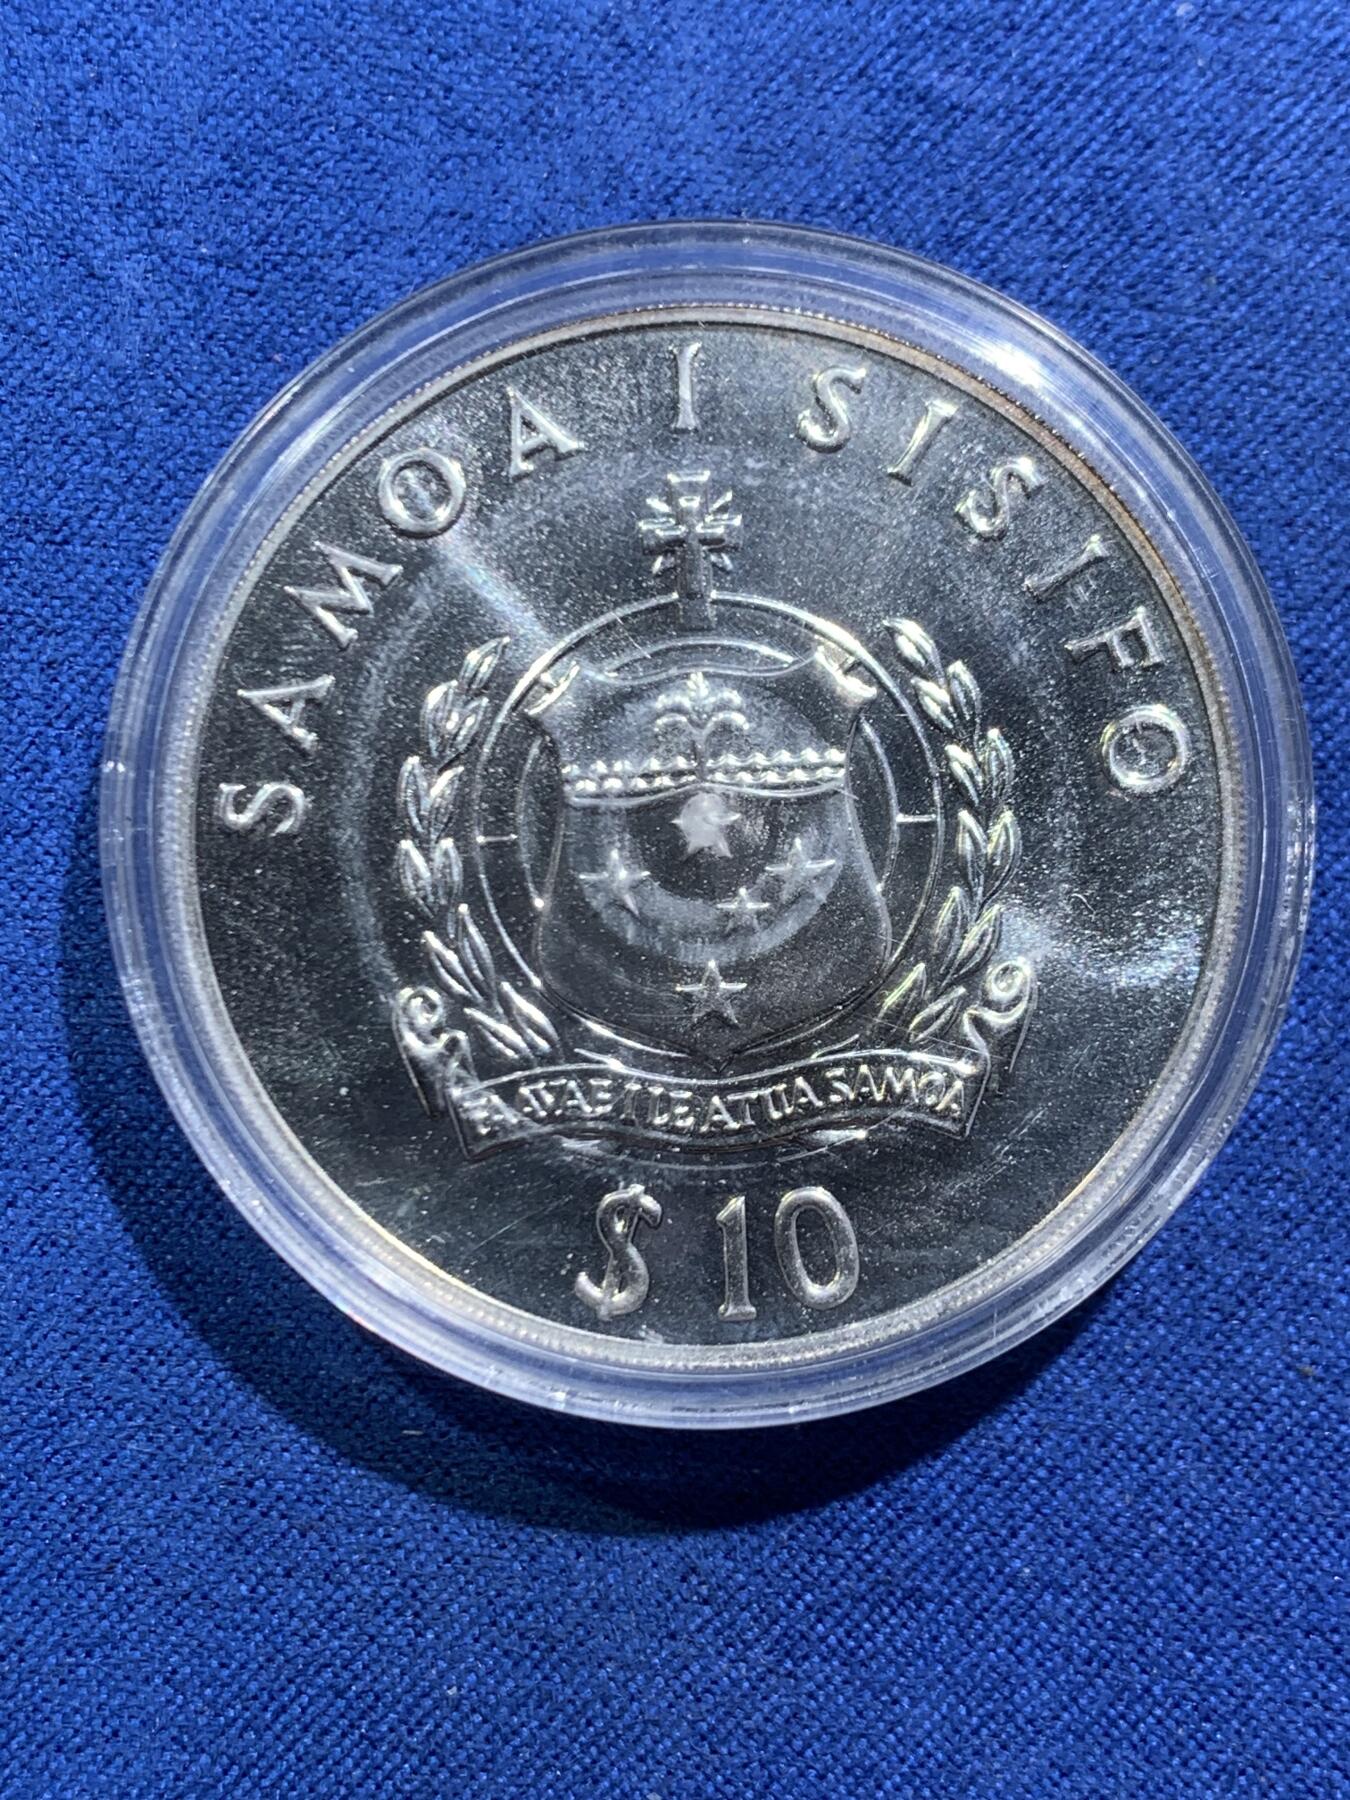 SAMOA I SISIFO
FAAVAE I LE ATUA SAMOA
$10